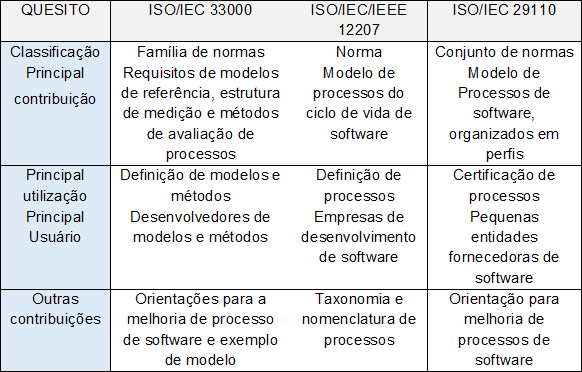 QUESITO ISO/IEC 33000 ISO/IEC/IEEE 12207 ISO/IEC 29110
Classificação Família de normas Norma Conjunto de normas
Principal contribuição
Requisitos de modelos
de referência, estrutura
de medição e métodos
de avaliação de
processos
Modelo de
processos do
ciclo de vida de
software
Modelo de
Processos de
software,
organizados em
perfis
Principal
utilização
Definição de modelos e
métodos
Definição de
processos
Certificação de
processos
Principal
Usuário
Desenvolvedores de
modelos e métodos
Empresas de
desenvolvimento
de software
Pequenas
entidades
fornecedoras de
software
Outras
contribuições
Orientações para a
melhoria de processo
de software e exemplo
de modelo
Taxonomia e
nomenclatura de
processos
Orientação para
melhoria de
processos de
software